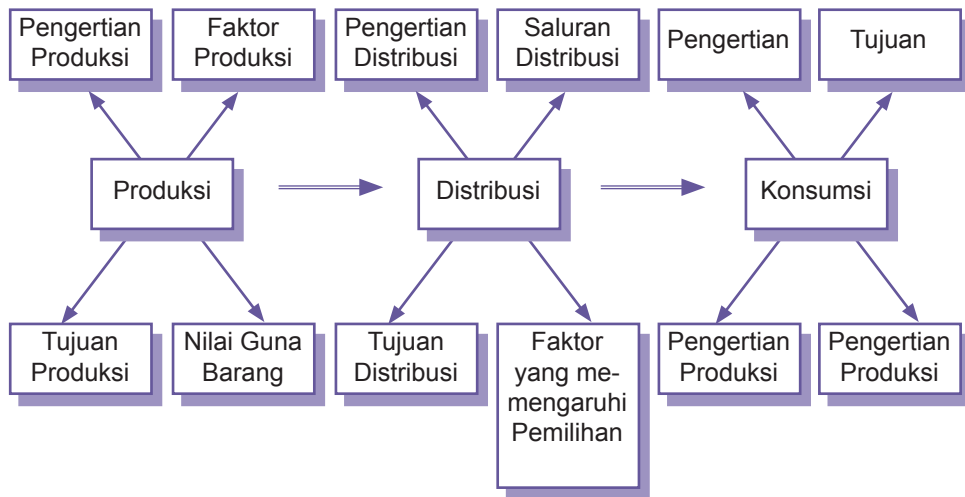 Pengertian
Produksi
Faktor
Produksi
Pengertian
Distribusi
Saluran
Distribusi
Pengertian
Tujuan
Produksi
Distribusi
Konsumsi
Tujuan
Produksi
Nilai Guna
Barang
Tujuan
Distribusi
Faktor
yang me-
mengaruhi
Pemilihan
Pengertian
Produksi
Pengertian
Produksi